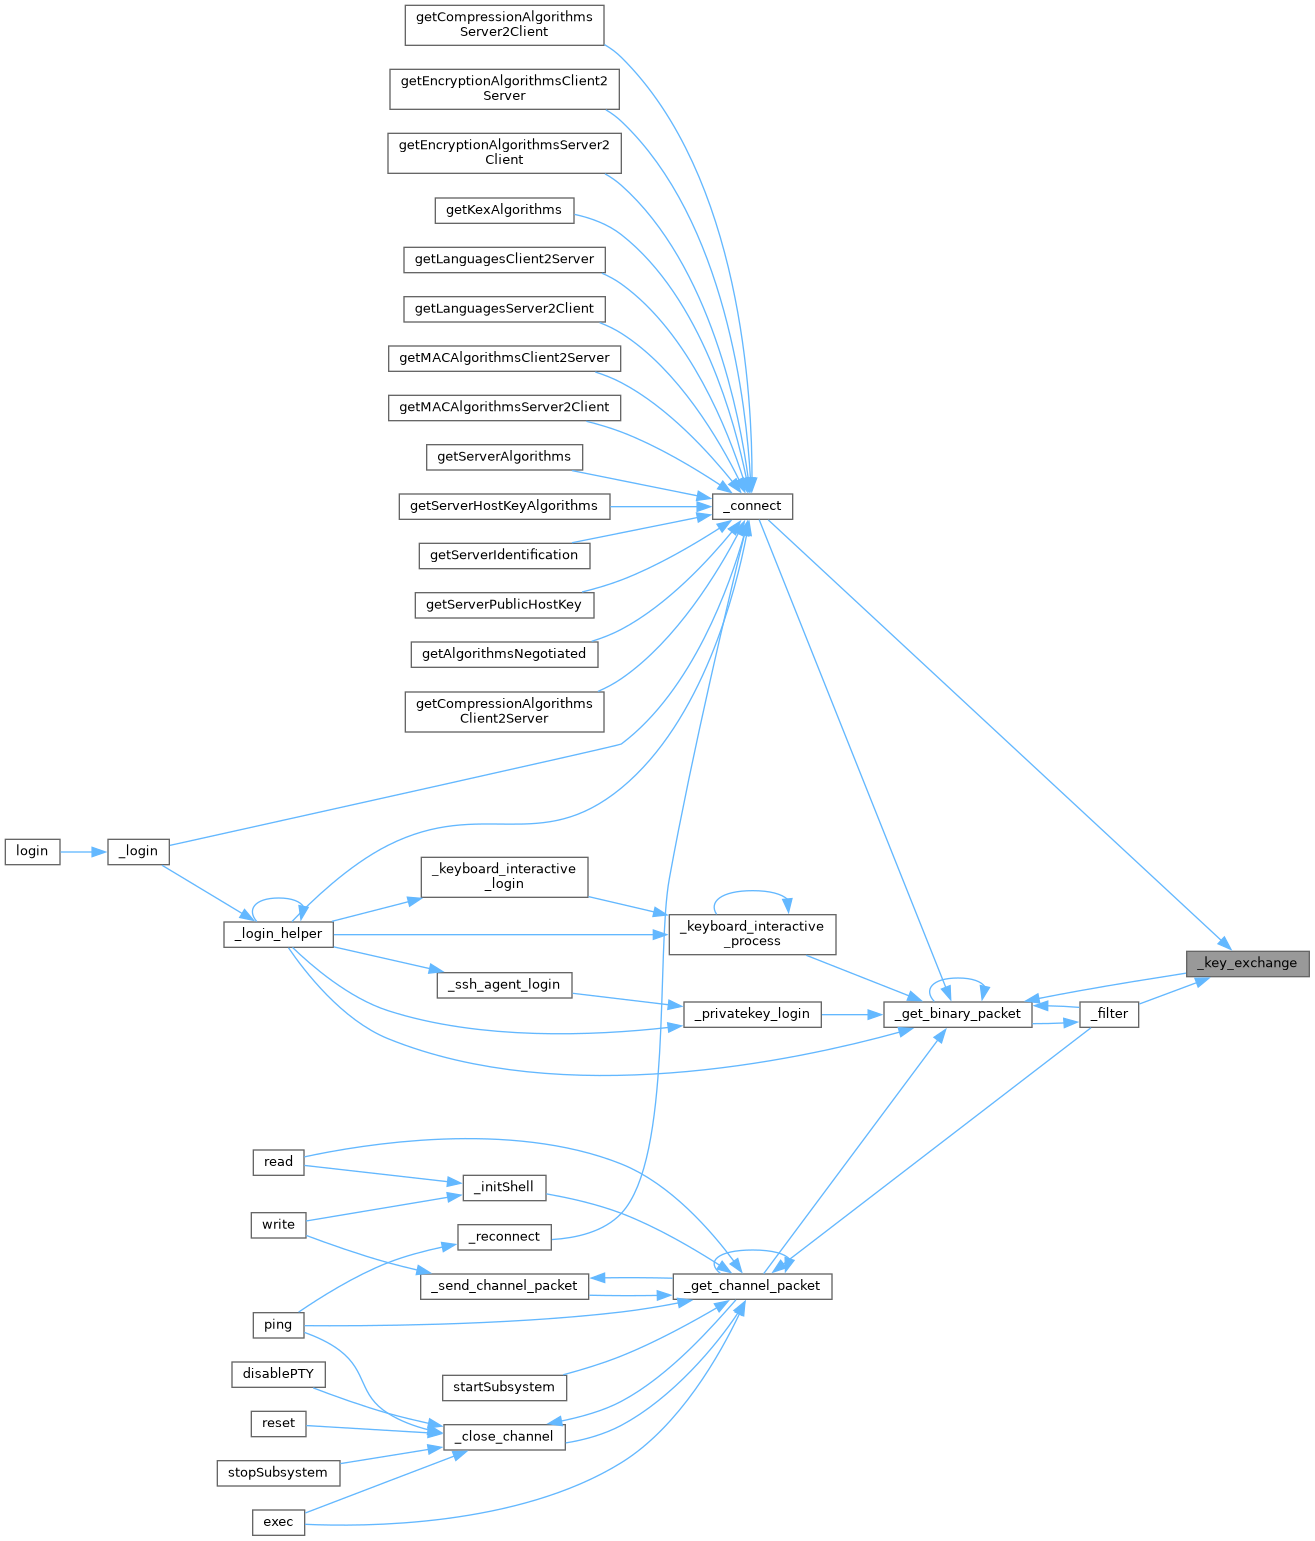 getCompressionAlgorithms
Server2Client
getEncryptionAlgorithmsClient2
Server
getEncryptionAlgorithmsServer2
Client
getKexAlgorithms
getLanguagesClient2Server
getLanguagesServer2Client
getMACAlgorithmsClient2Server
getMACAlgorithmsServer2Client
getServerAlgorithms
getServerHostKeyAlgorithms
_connect
getServerIdentification
getServerPublicHostKey
getAlgorithmsNegotiated
getCompressionAlgorithms
Client2Server
login
_login
_keyboard_interactive
_login
_login_helper
_keyboard_interactive
_process
_key_exchange
_ssh_agent_login
_privatekey_login
_get_binary_packet
_filter
read
_initShell
write
_reconnect
_send_channel_packet
_get_channel_packet
ping
disablePTY
startSubsystem
reset
_close_channel
stopSubsystem
exec